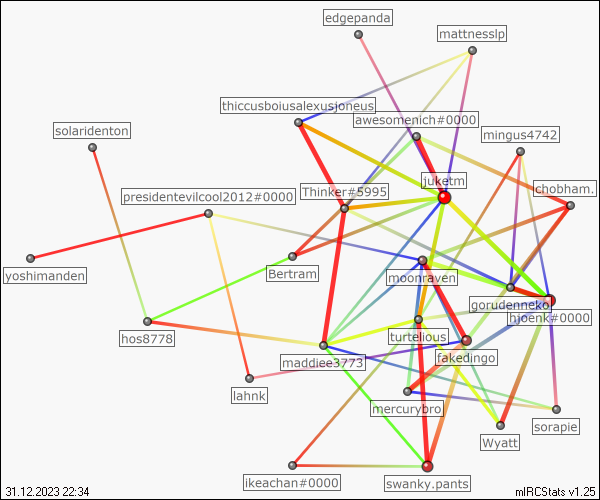 edgepanda
mattnesslp
thiccusboiusalexusjoneus
awesomenich#0000
solaridenton
mingus4742
juketm
presidentevilcool2012#0000
Thinker#5995
chobham.
yoshimanden
Bertram
moonraven
gorudenneko
hjoenk#0000
hos8778
turtelious
maddiee3773
fakedingo
lahnk
mercurybro
sorapie
Wyatt
ikeachan#0000
swanky.pants
31.12.2023 22:34
mIRCStats v1.25